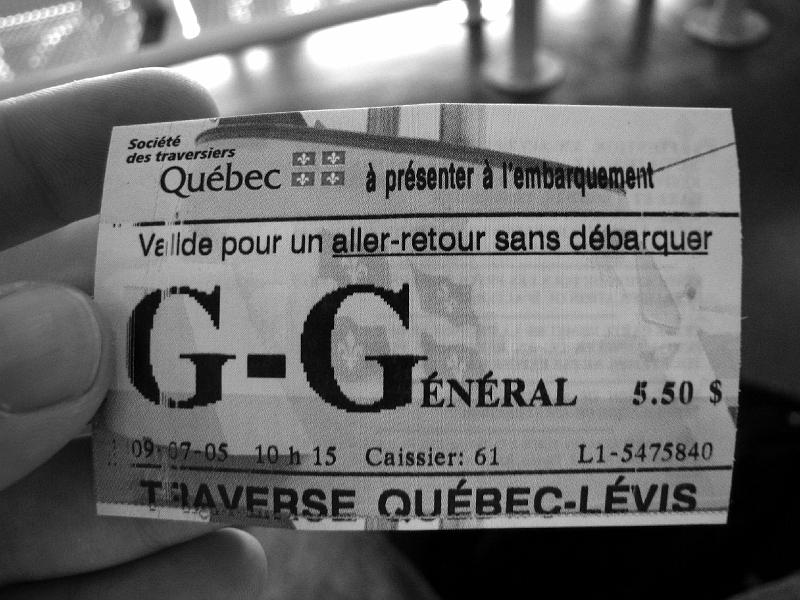 Société
des traversiers
Québec à présenter à l'embarquement
Valide pour un aller-retour sans débarquer
G-GÉNÉRAL 5.50 $
09-07-05 10 h 15 Caissier: 61 L1-5475840
TRAVERSE QUÉBEC-LÉVIS